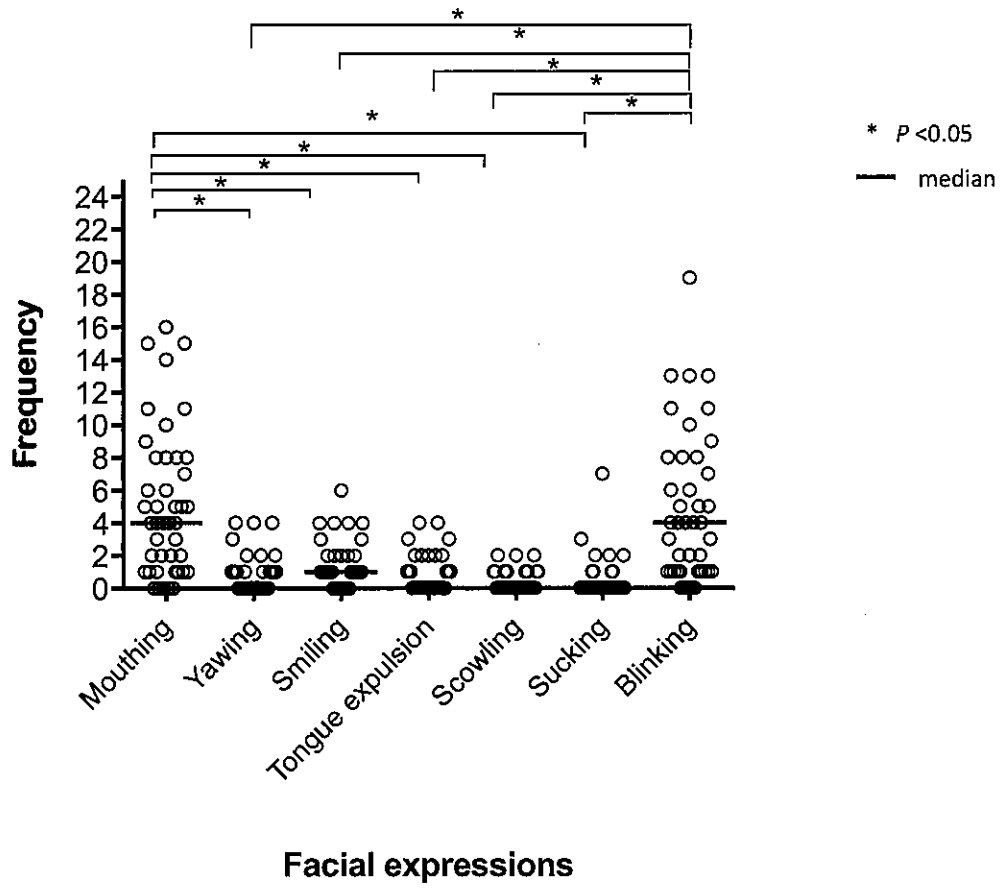 *
*
*
*
*
*
*
*
*
*
* P <0.05
median
24
22
20
18
16
14
12
10
8
6
4
2
0
Frequency
Mouthing
Yawing
Smiling
Tongue expulsion
Scowling
Sucking
Blinking
Facial expressions